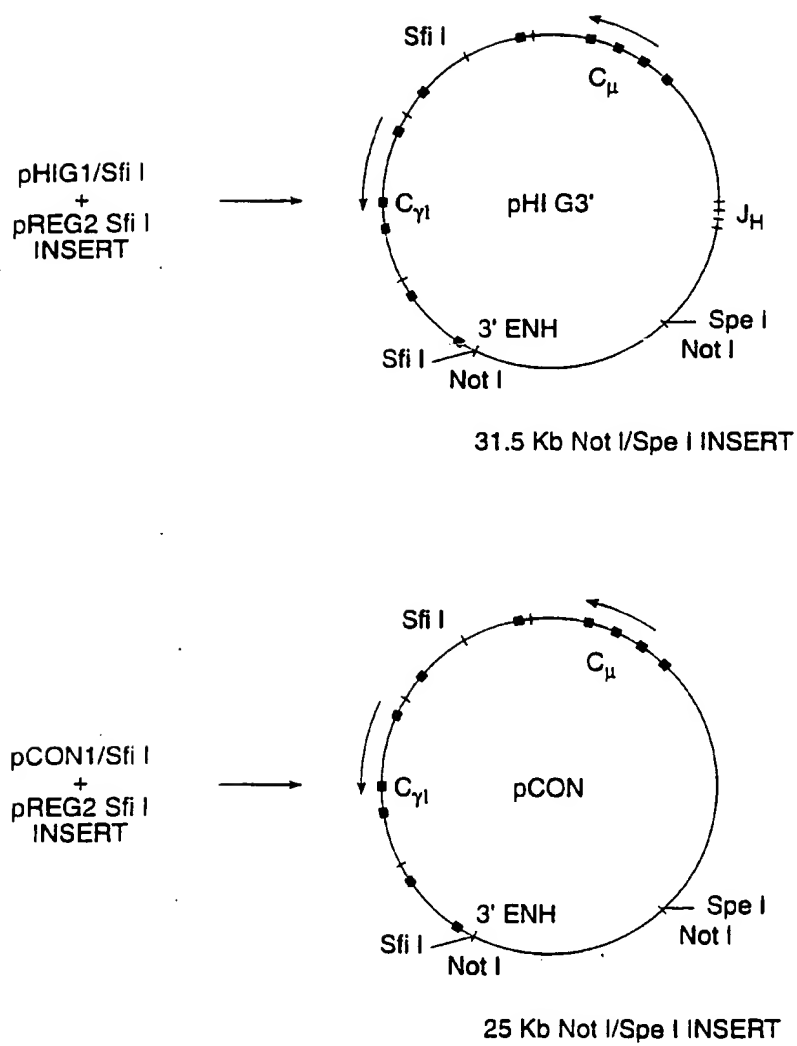 Sfi I
Cμ
pHIG1/Sfi I
+
pREG2 Sfi I
INSERT
CγI
pHI G3'
JH
3' ENH
Spe I
Sfi I
Not I
Not I
31.5 Kb Not I/Spe I INSERT
Sfi I
Cμ
pCON1/Sfi I
+
pREG2 Sfi I
INSERT
CγI
pCON
3' ENH
Spe I
Sfi I
Not I
Not I
25 Kb Not I/Spe I INSERT